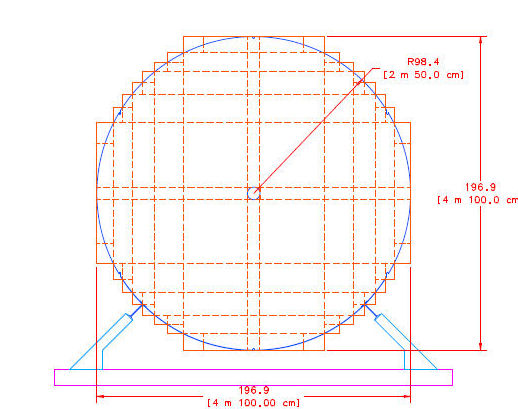 R98.4
[2 m 50.0 cm]
196.9
[4 m 100.0 cm
196.9
[4 m 100.00 cm]